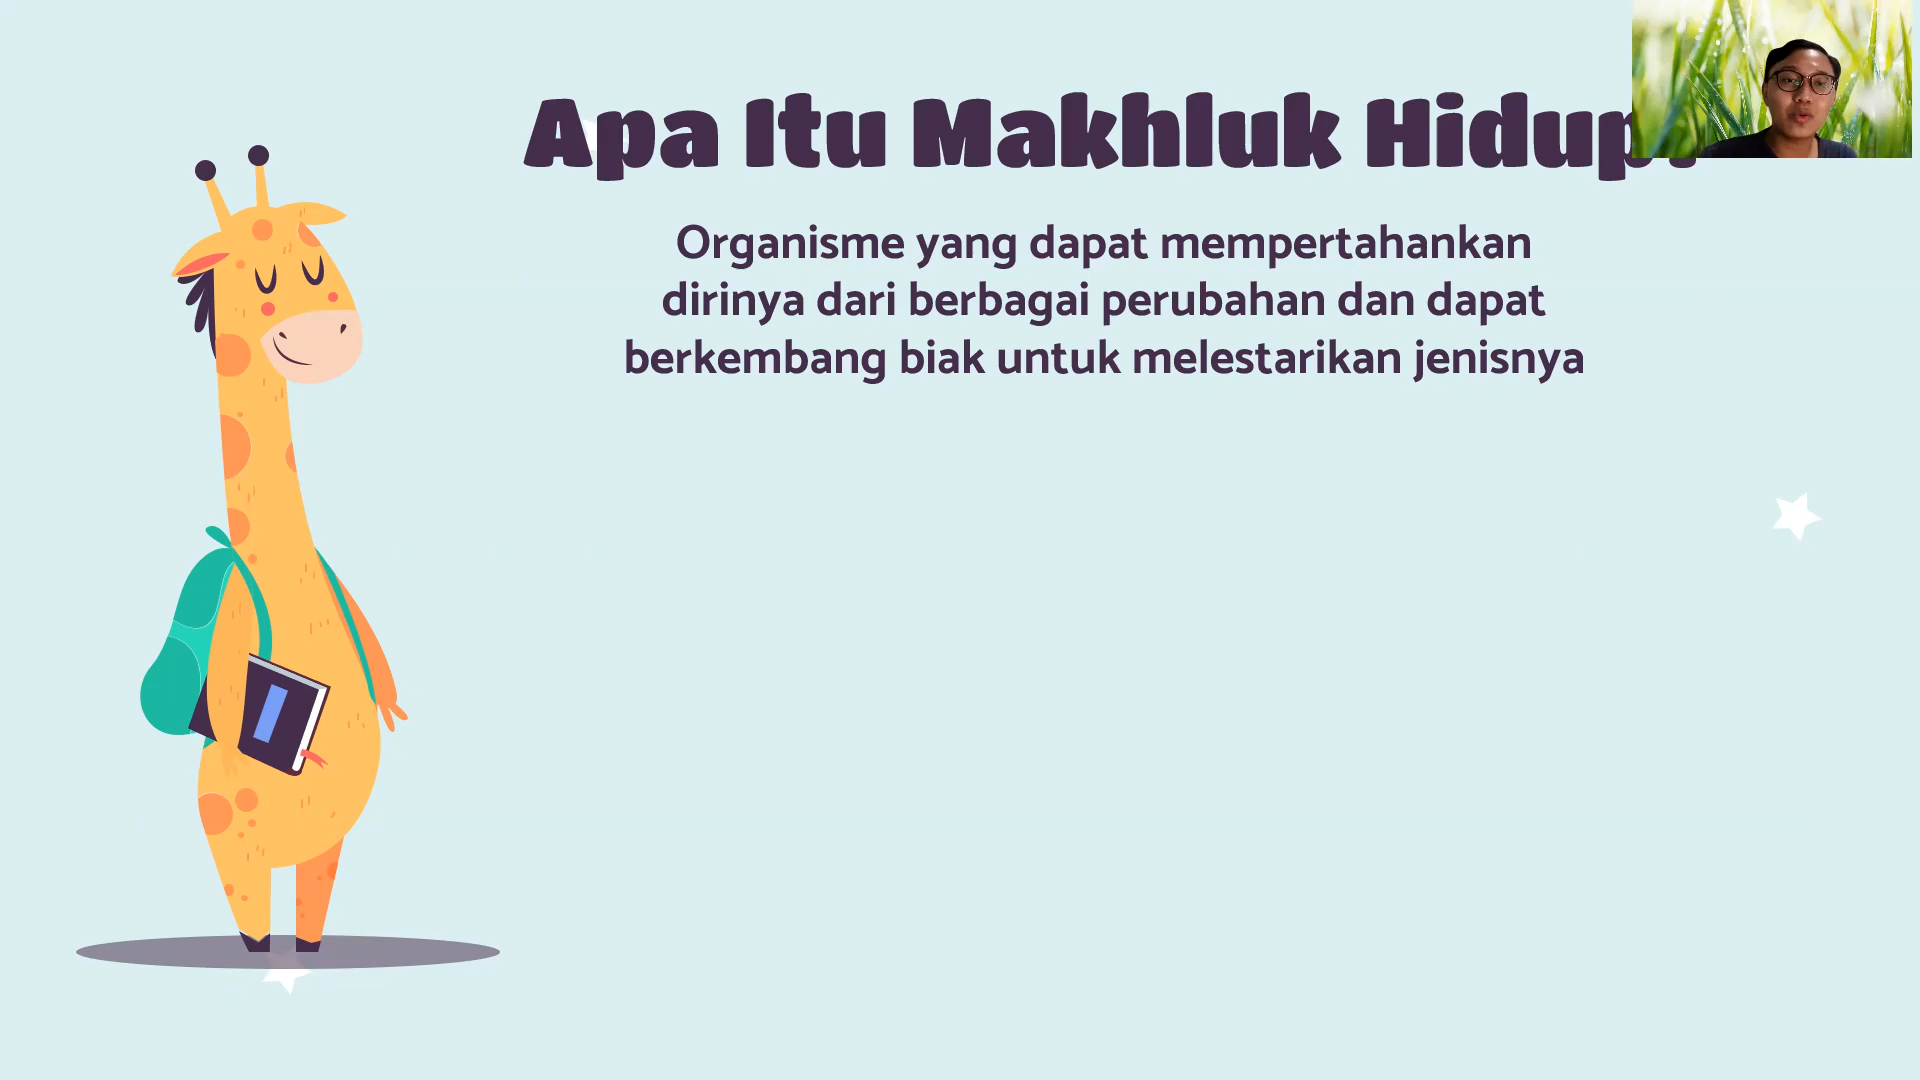 Apa Itu Makhluk Hidup?
Organisme yang dapat mempertahankan
dirinya dari berbagai perubahan dan dapat
berkembang biak untuk melestarikan jenisnya